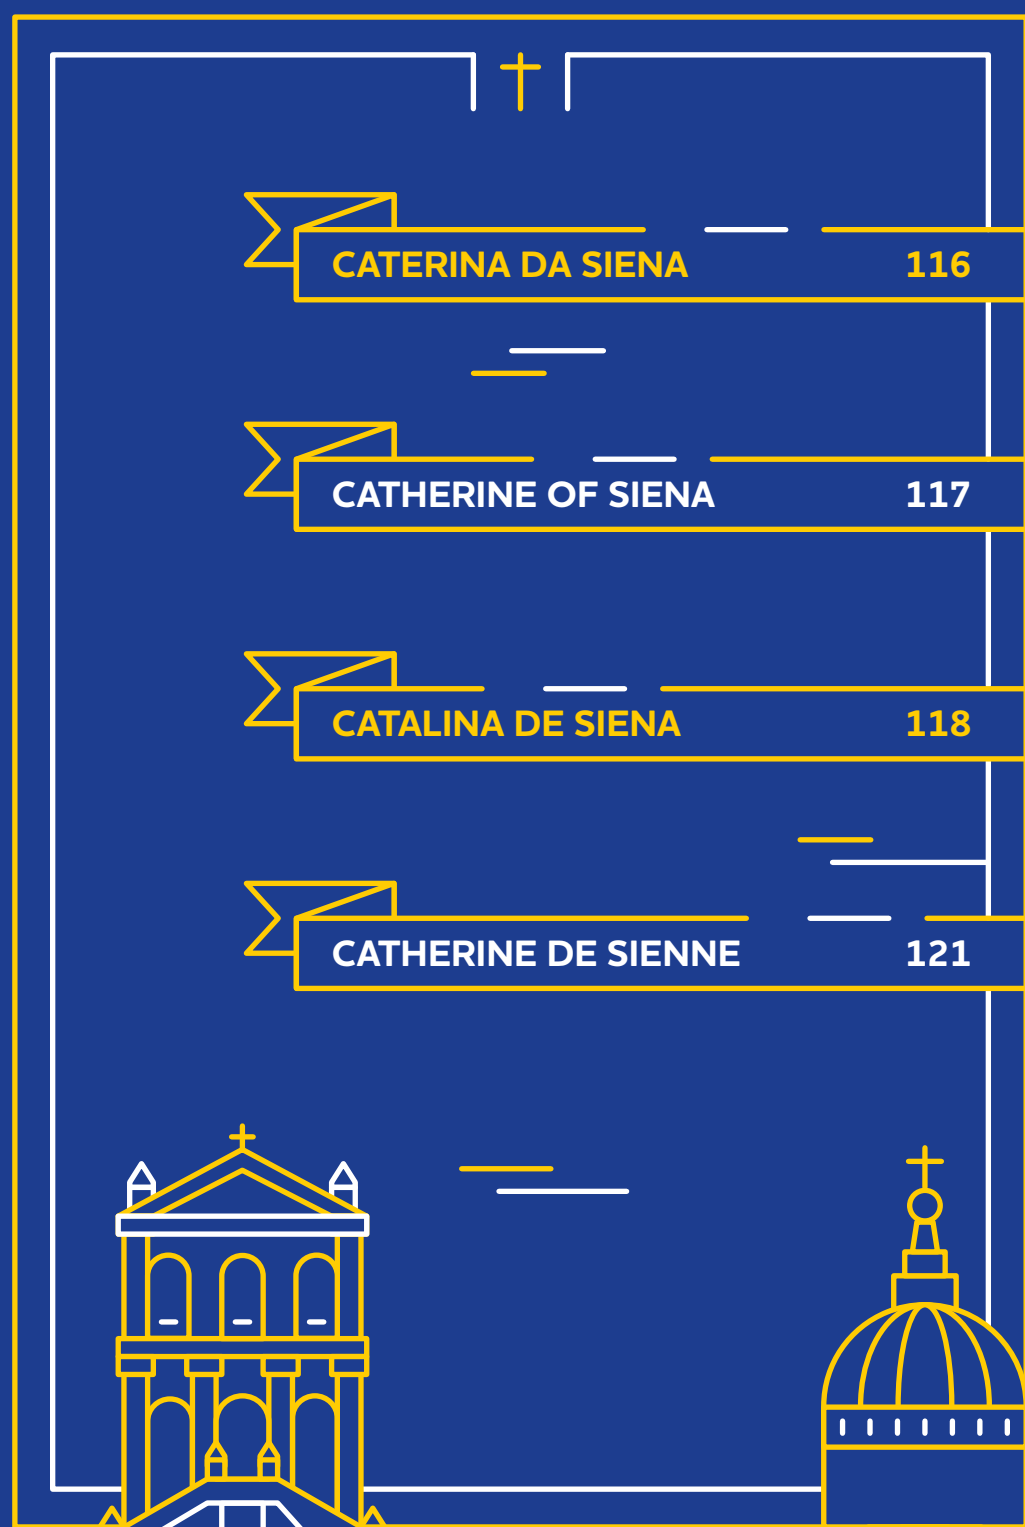 CATERINA DA SIENA 116
CATHERINE OF SIENA 117
CATALINA DE SIENA 118
CATHERINE DE SIENNE 121